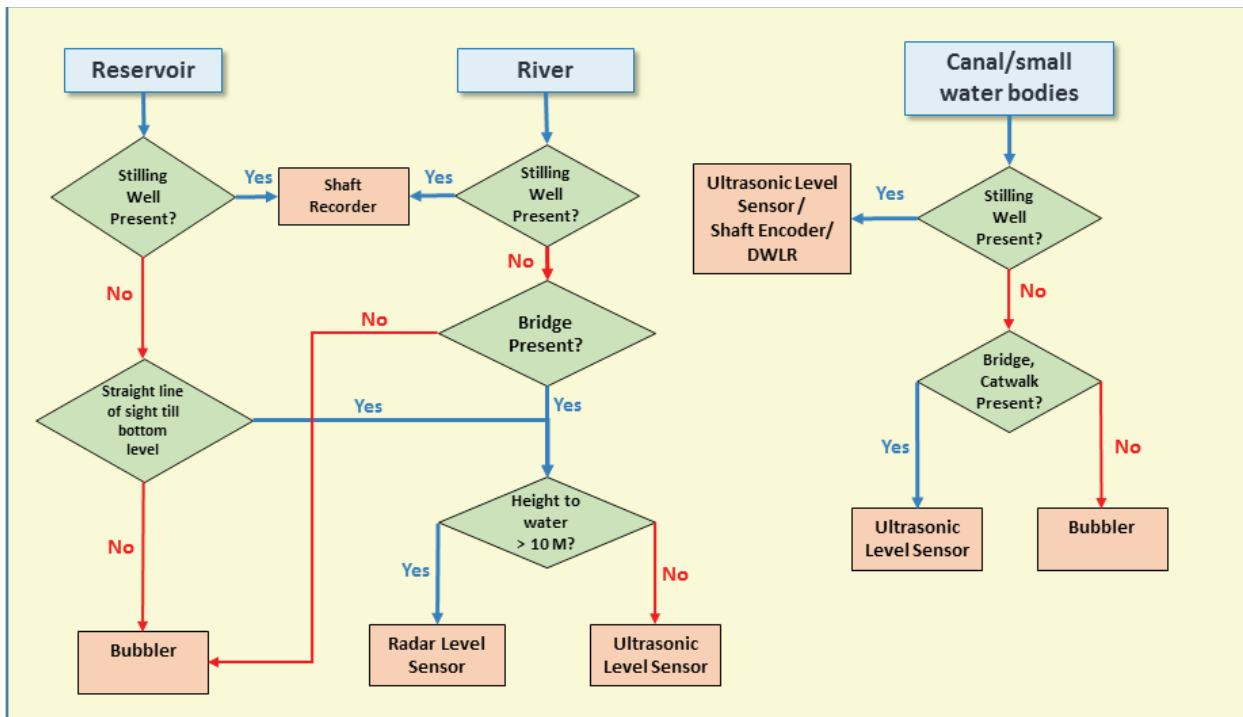 Reservoir
River
Canal/small
water bodies
Stilling
Well
Present?
Yes
Shaft
Recorder
Yes
Stilling
Well
Present?
Ultrasonic Level
Sensor /
Shaft Encoder/
DWLR
Yes
Stilling
Well
Present?
No
No
No
No
Bridge
Present?
Bridge,
Catwalk
Present?
Straight line
of sight till
bottom
level
Yes
Yes
Yes
No
Height to
water
> 10 M?
Ultrasonic
Level Sensor
Bubbler
No
Yes
No
Bubbler
Radar Level
Sensor
Ultrasonic
Level Sensor